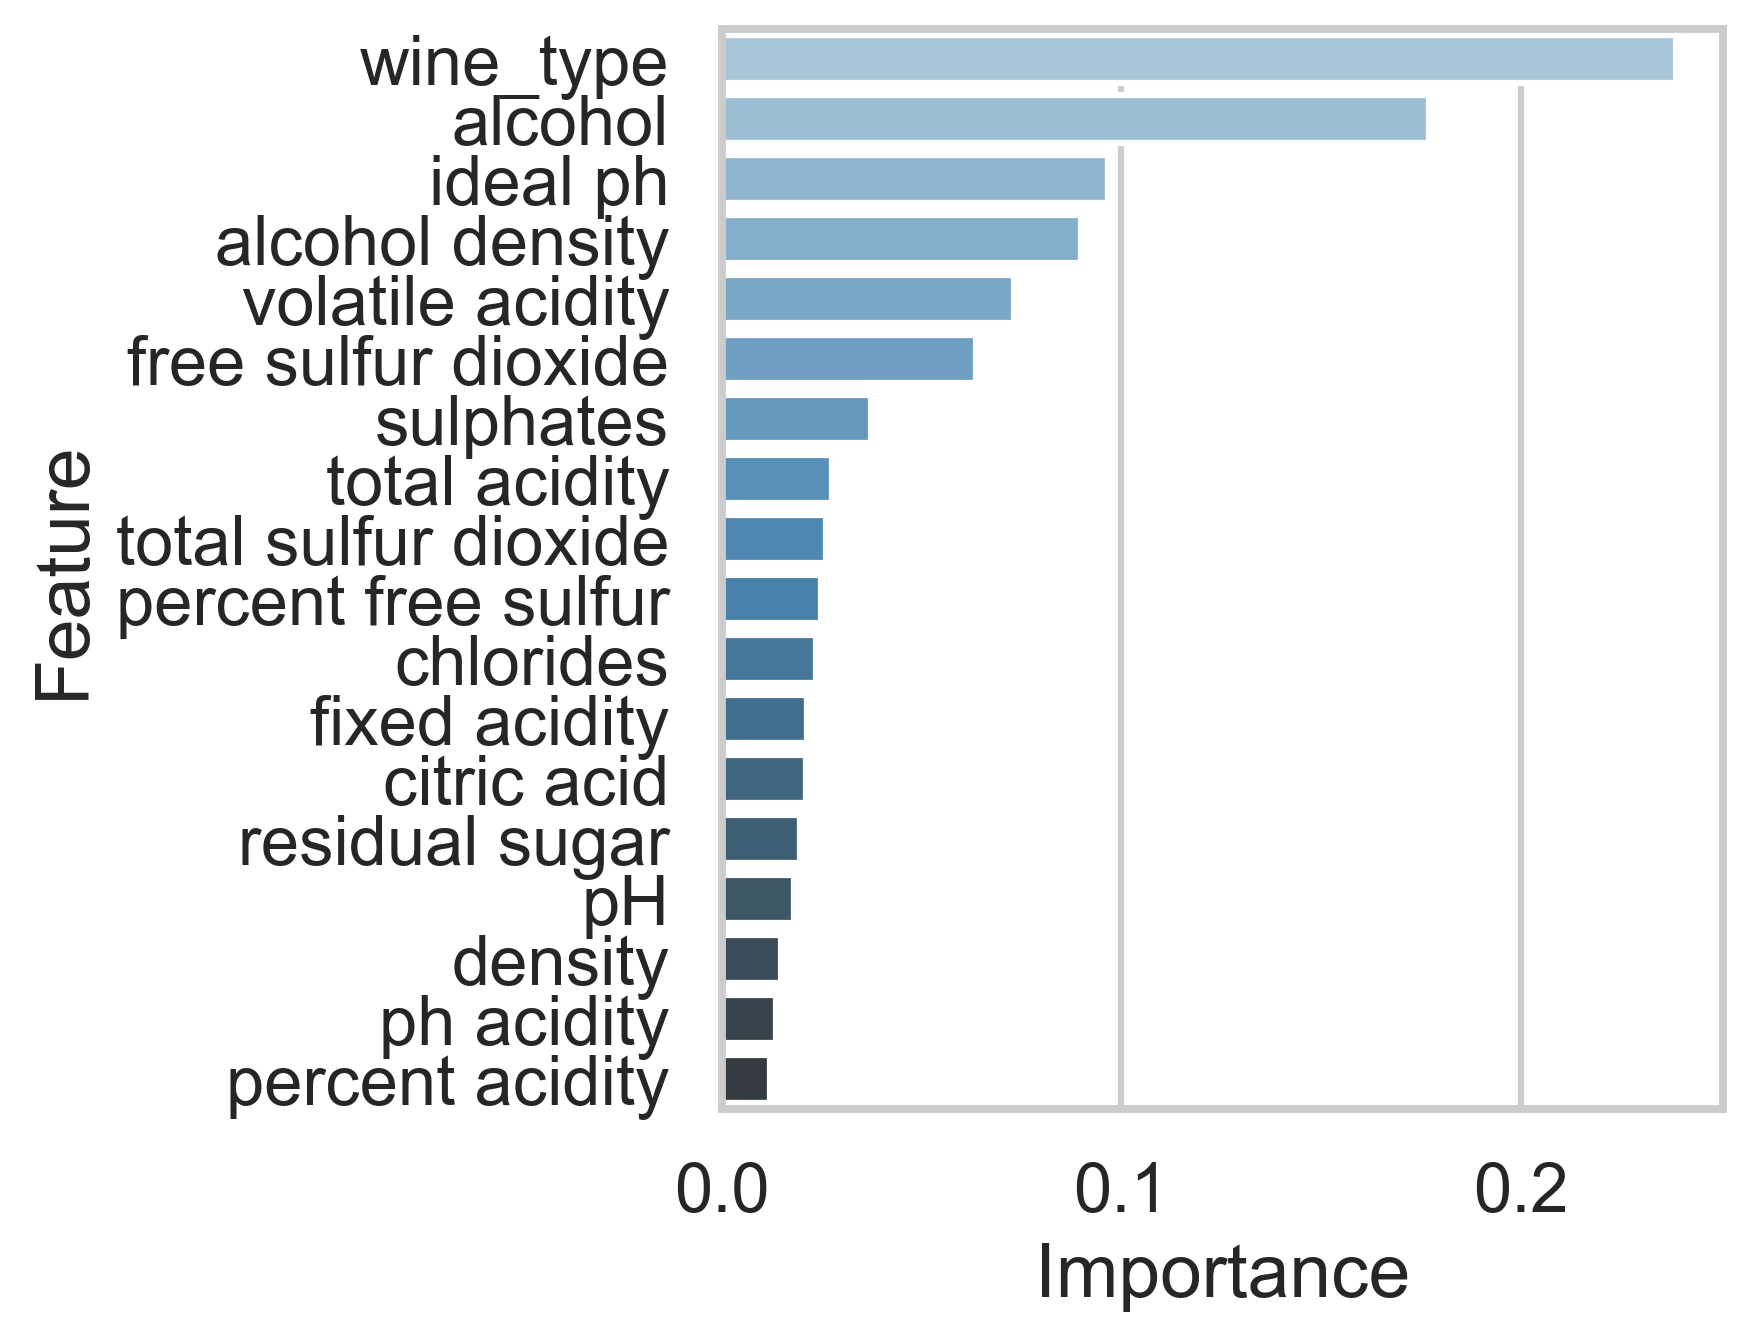 wine_type
alcohol
ideal ph
alcohol density
volatile acidity
free sulfur dioxide
sulphates
total acidity
total sulfur dioxide
percent free sulfur
chlorides
fixed acidity
citric acid
residual sugar
pH
density
ph acidity
percent acidity
Feature
0.0 0.1 0.2
Importance